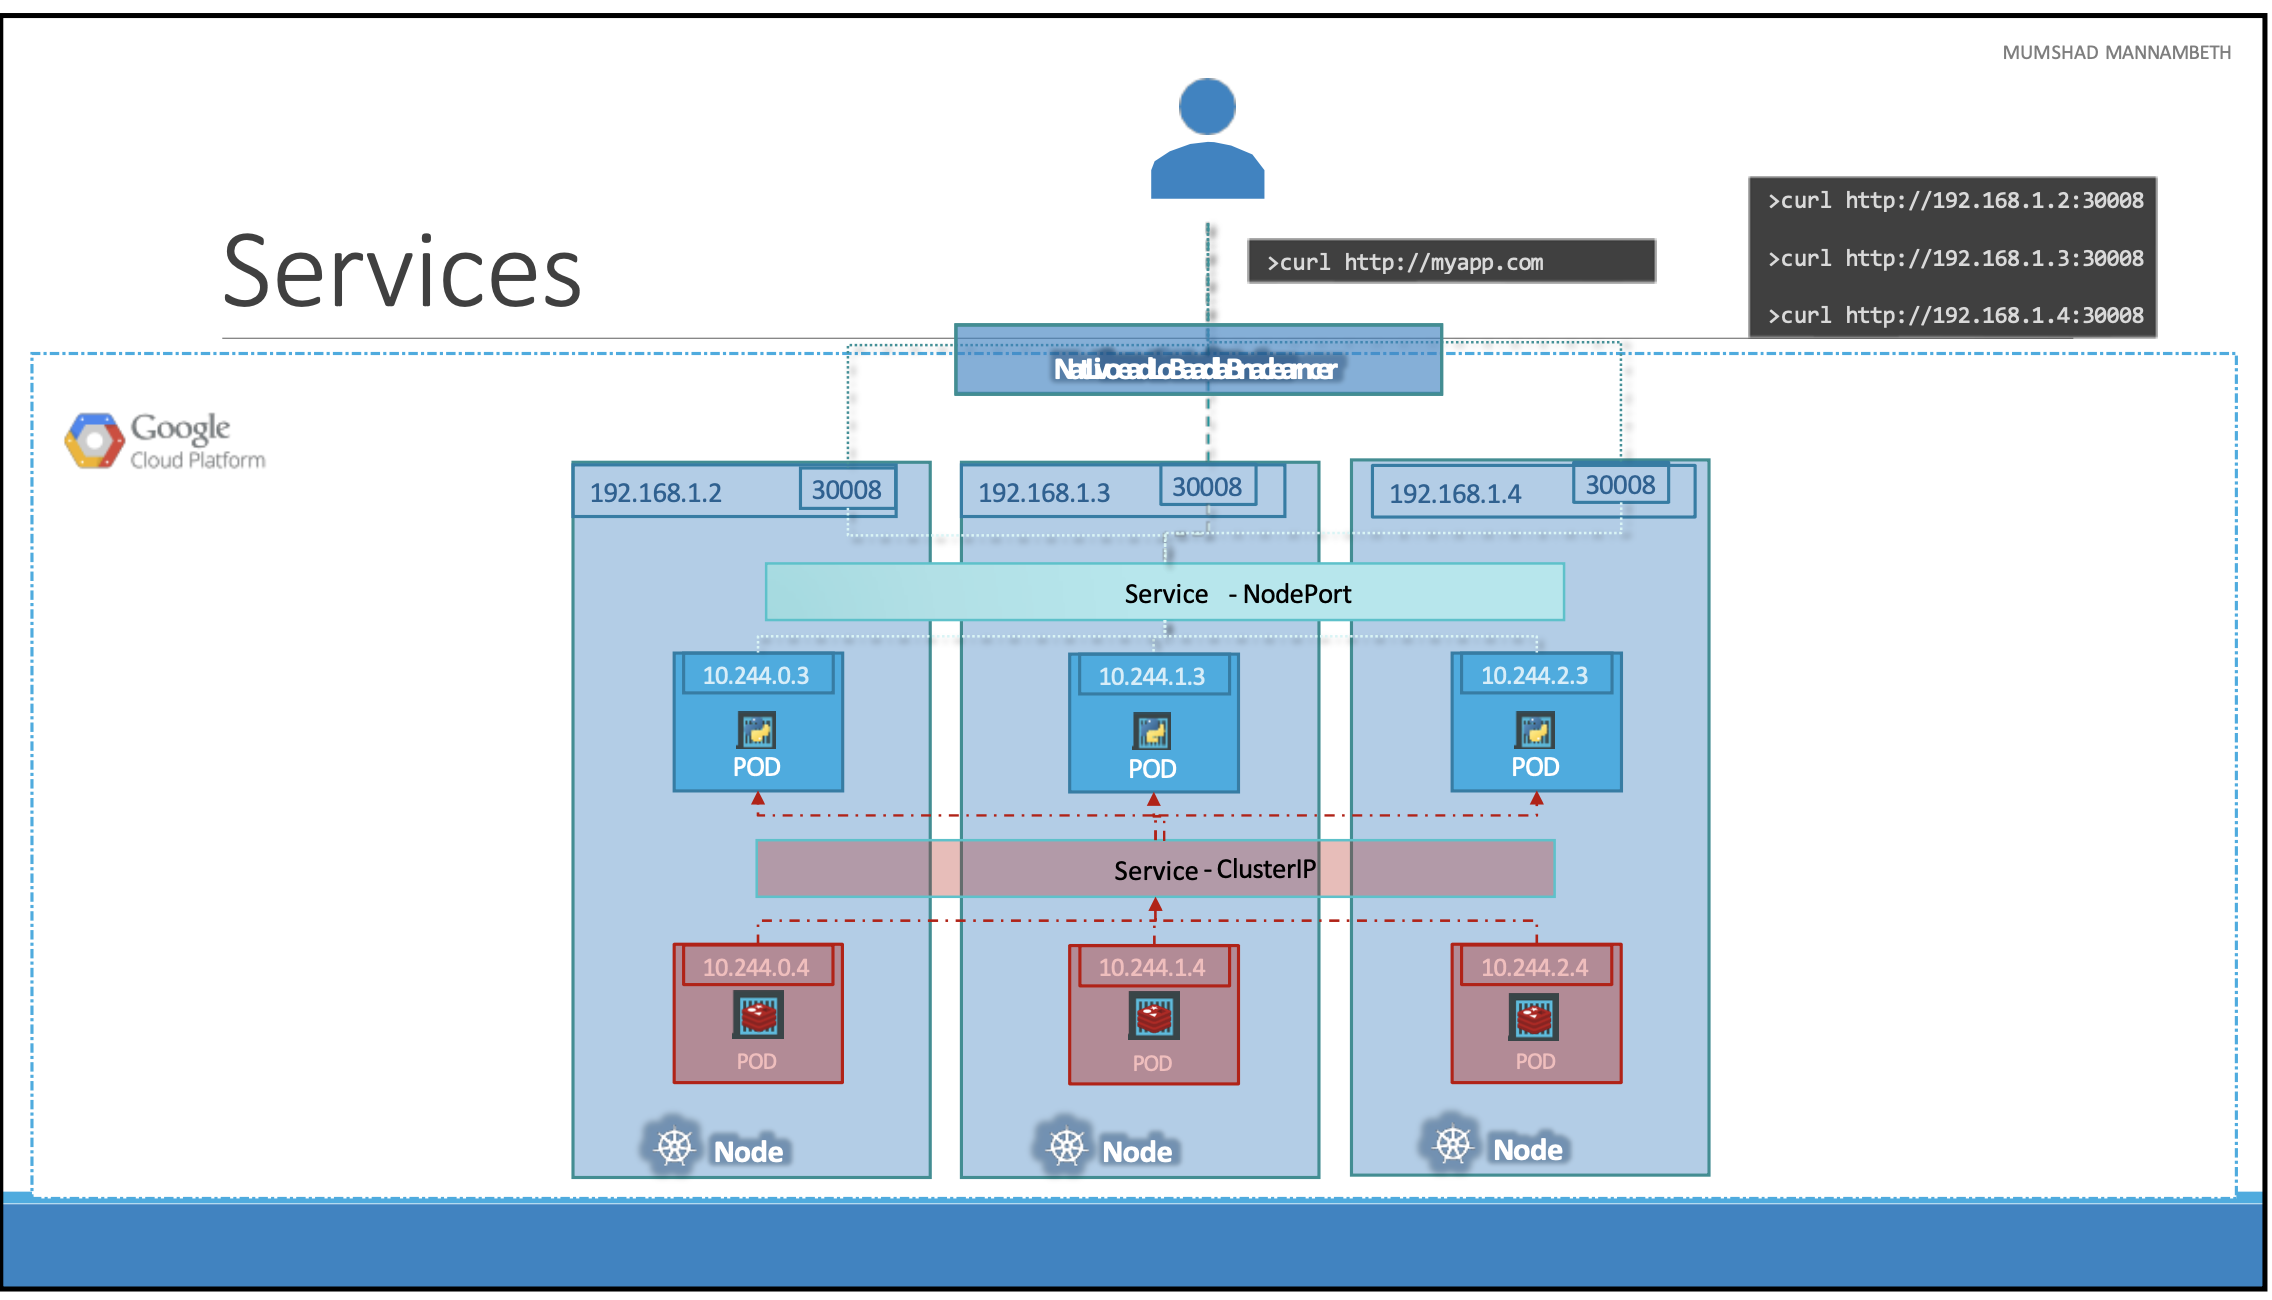 MUMSHAD MANNAMBETH
>curl http://192.168.1.2:30008
>curl http://192.168.1.3:30008
>curl http://192.168.1.4:30008
>curl http://myapp.com
Services
Google
Cloud Platform
192.168.1.2 30008
192.168.1.3 30008
192.168.1.4 30008
Service - NodePort
10.244.0.3 10.244.1.3 10.244.2.3
POD POD POD
Service - ClusterIP
10.244.0.4 10.244.1.4 10.244.2.4
POD POD POD
Node Node Node